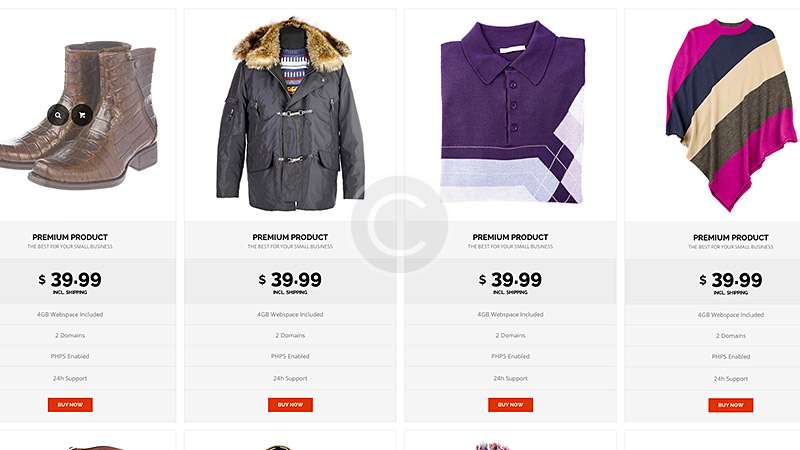 PREMIUM PRODUCT
THE BEST FOR YOUR SMALL BUSINESS
$ 39.99
INCL. SHIPPING
4GB Webspace Included
2 Domains
PHP5 Enabled
24h Support
BUY NOW
PREMIUM PRODUCT
THE BEST FOR YOUR SMALL BUSINESS
$ 39.99
INCL. SHIPPING
4GB Webspace Included
2 Domains
PHP5 Enabled
24h Support
BUY NOW
PREMIUM PRODUCT
THE BEST FOR YOUR SMALL BUSINESS
$ 39.99
INCL. SHIPPING
4GB Webspace Included
2 Domains
PHP5 Enabled
24h Support
BUY NOW
PREMIUM PRODUCT
THE BEST FOR YOUR SMALL BUSINESS
$ 39.99
INCL. SHIPPING
4GB Webspace Included
2 Domains
PHP5 Enabled
24h Support
BUY NOW
C